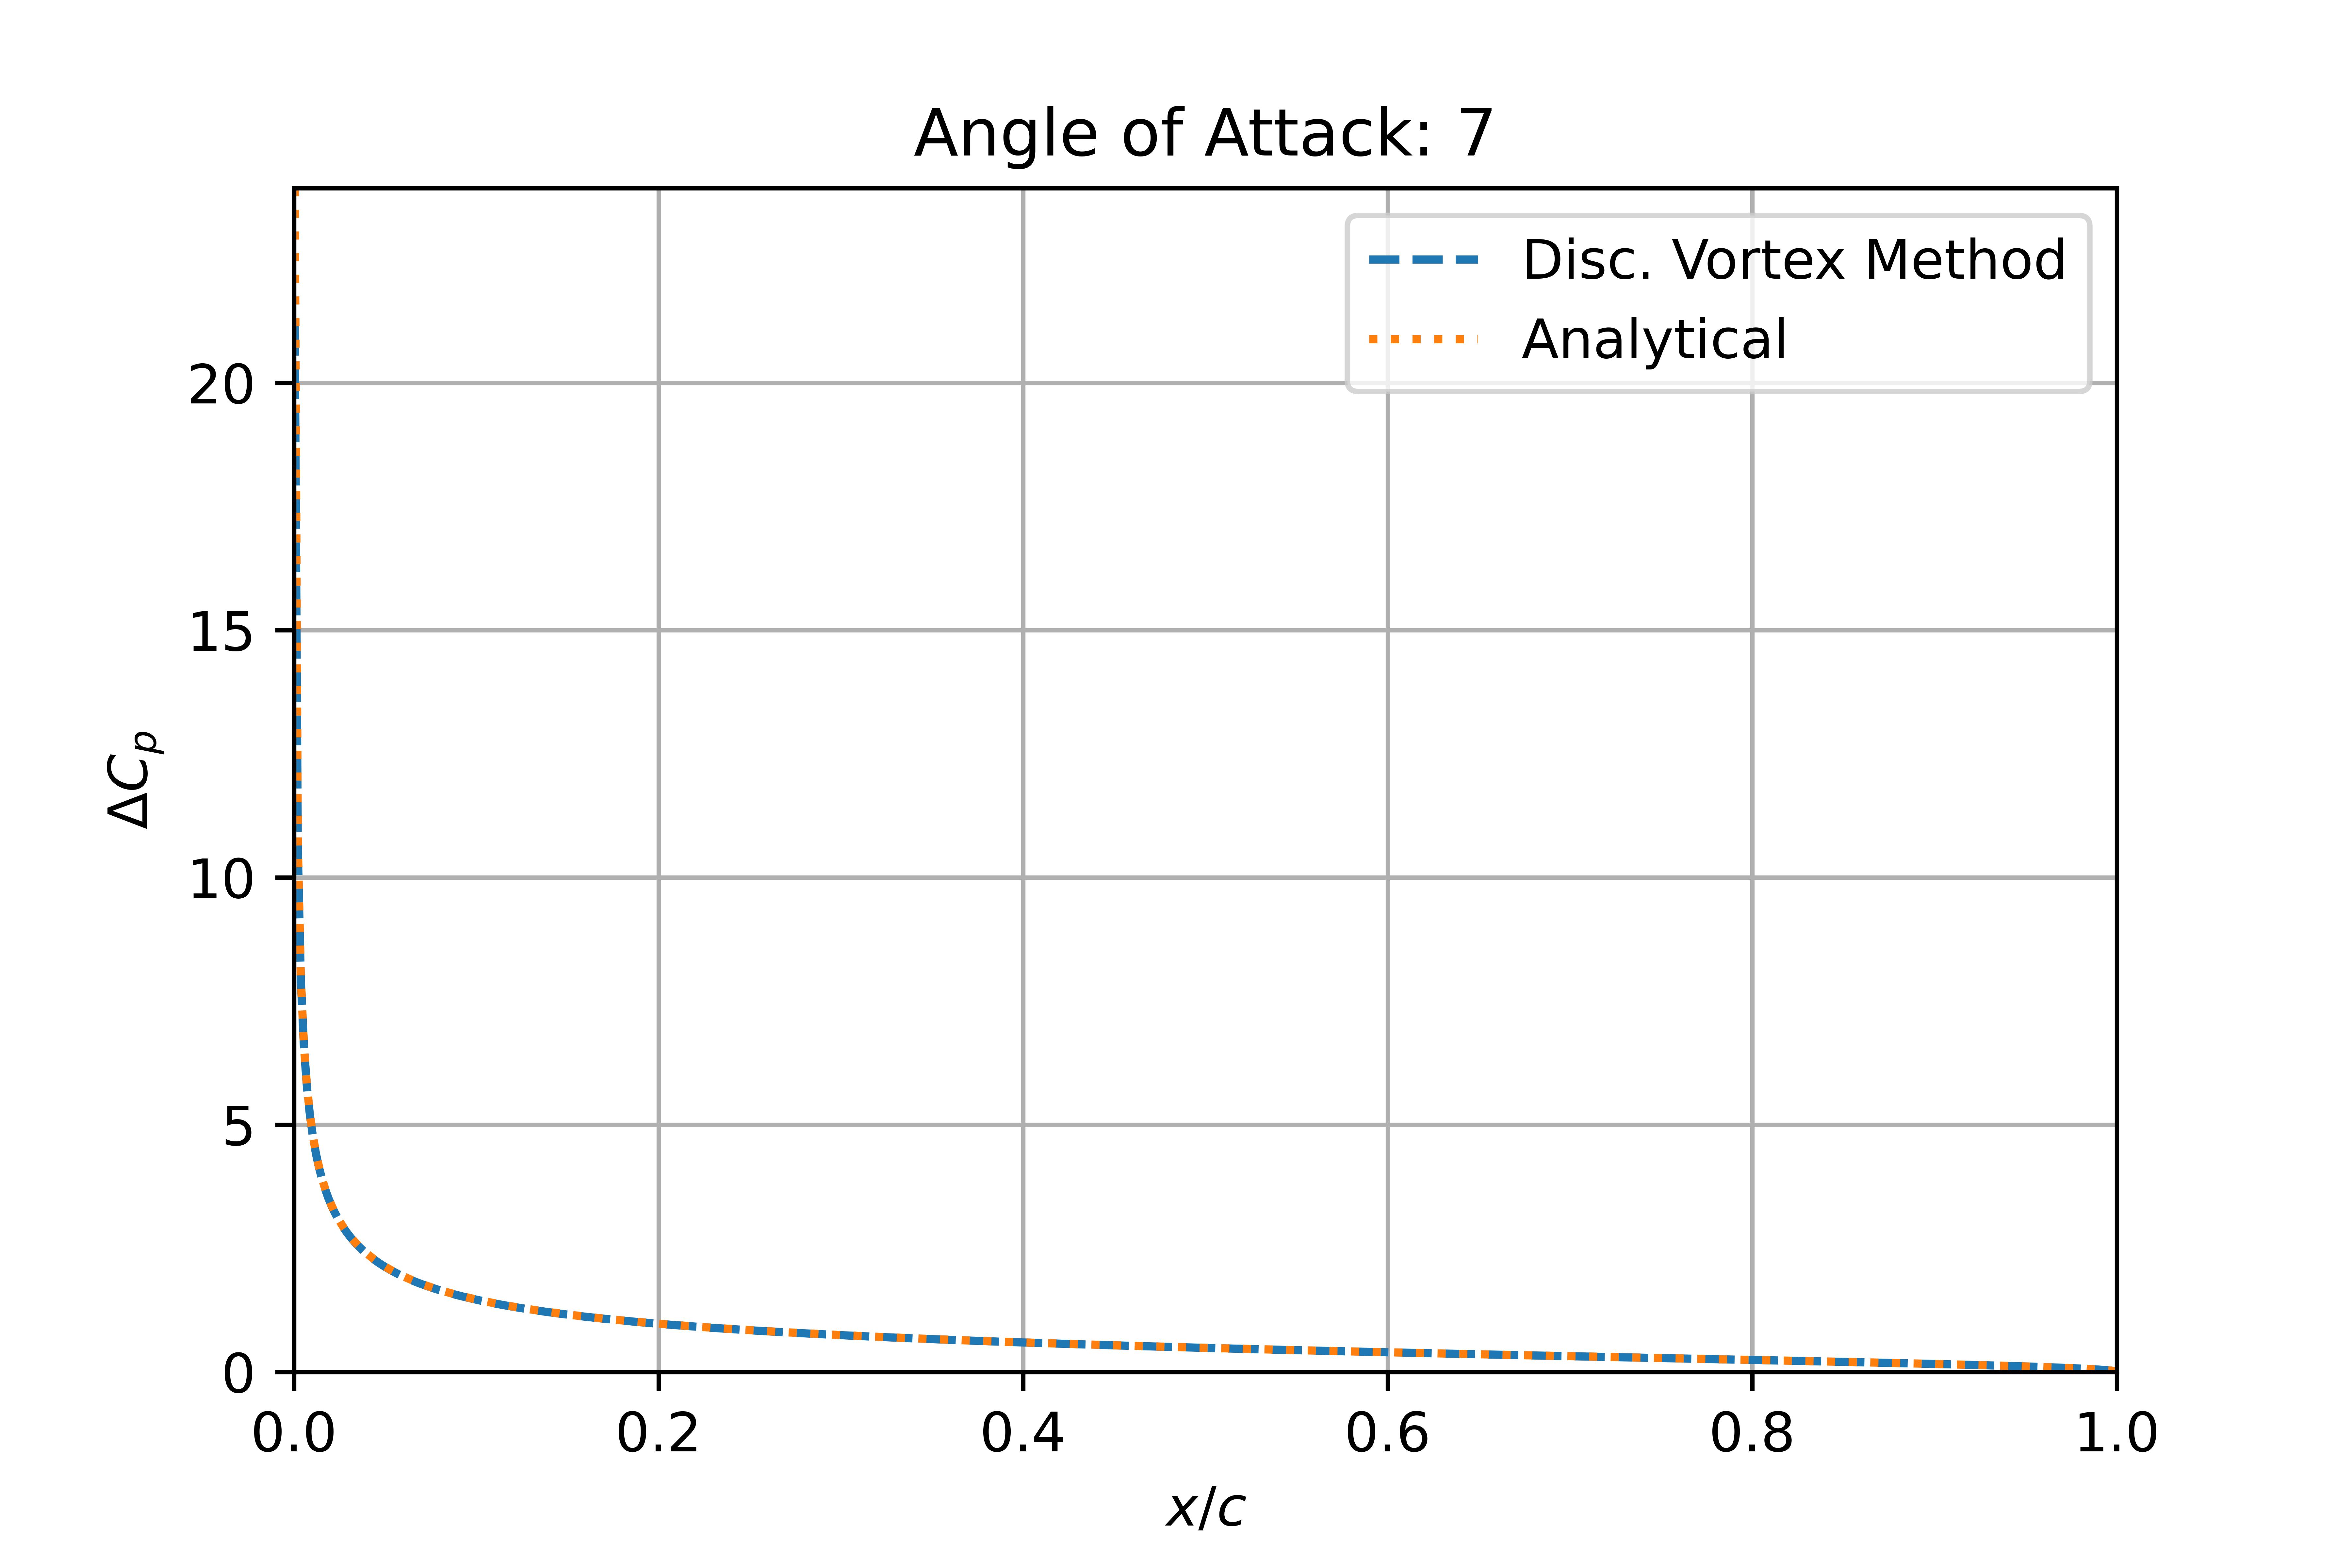 Angle of Attack: 7
Disc. Vortex Method
Analytical
20
15
10
5
0
ΔCp
0.0 0.2 0.4 0.6 0.8 1.0
x/c